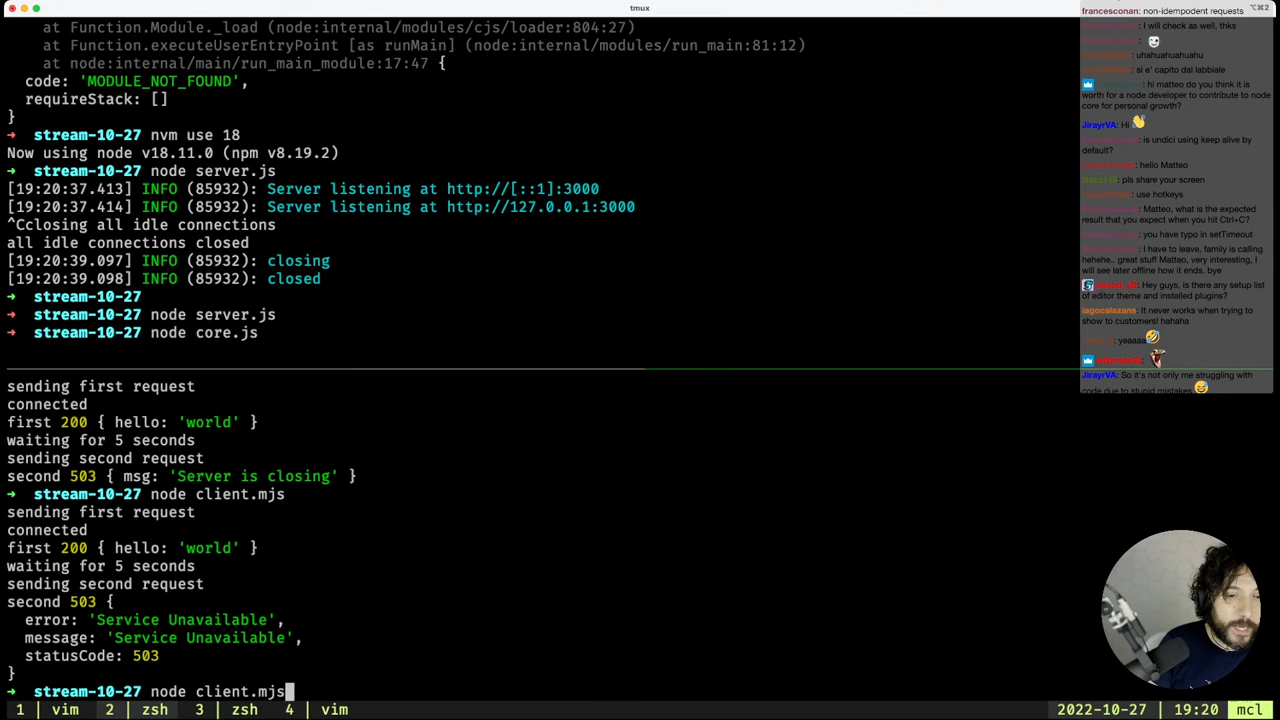 tmux
⌥⌘2
at Function.Module._load (node:internal/modules/cjs/loader:804:27)
at Function.executeUserEntryPoint [as runMain] (node:internal/modules/run_main:81:12)
at node:internal/main/run_main_module:17:47 {
code: 'MODULE_NOT_FOUND',
requireStack: []
}
→ stream-10-27 nvm use 18
Now using node v18.11.0 (npm v8.19.2)
→ stream-10-27 node server.js
[19:20:37.413] INFO (85932): Server listening at http://[::1]:3000
[19:20:37.414] INFO (85932): Server listening at http://127.0.0.1:3000
^Cclosing all idle connections
all idle connections closed
[19:20:39.097] INFO (85932): closing
[19:20:39.098] INFO (85932): closed
→ stream-10-27
→ stream-10-27 node server.js
→ stream-10-27 node core.js
sending first request
connected
first 200 { hello: 'world' }
waiting for 5 seconds
sending second request
second 503 { msg: 'Server is closing' }
→ stream-10-27 node client.mjs
sending first request
connected
first 200 { hello: 'world' }
waiting for 5 seconds
sending second request
second 503 {
error: 'Service Unavailable',
message: 'Service Unavailable',
statusCode: 503
}
→ stream-10-27 node client.mjs
1 | vim 2 | zsh 3 | zsh 4 | vim
2022-10-27 | 19:20 | mcl
francesconan: non-idempotent requests
: I will check as well, thks
:
: uhahuahuahuahu
: si e' capito dal labbiale
: hi matteo do you think it is
worth for a node developer to contribute to node
core for personal growth?
JirayrVA: Hi
: is undici using keep alive by
default?
: hello Matteo
: pls share your screen
: use hotkeys
: Matteo, what is the expected
result that you expect when you hit Ctrl+C?
: you have typo in setTimeout
: I have to leave, family is calling
hehehe.. great stuff Matteo, very interesting, I
will see later offline how it ends. bye
: Hey guys, is there any setup list
of editor theme and installed plugins?
iagocalazans: It never works when trying to
show to customers! hahaha
: yeaaaa
:
JirayrVA: So it's not only me struggling with
code due to stupid mistakes